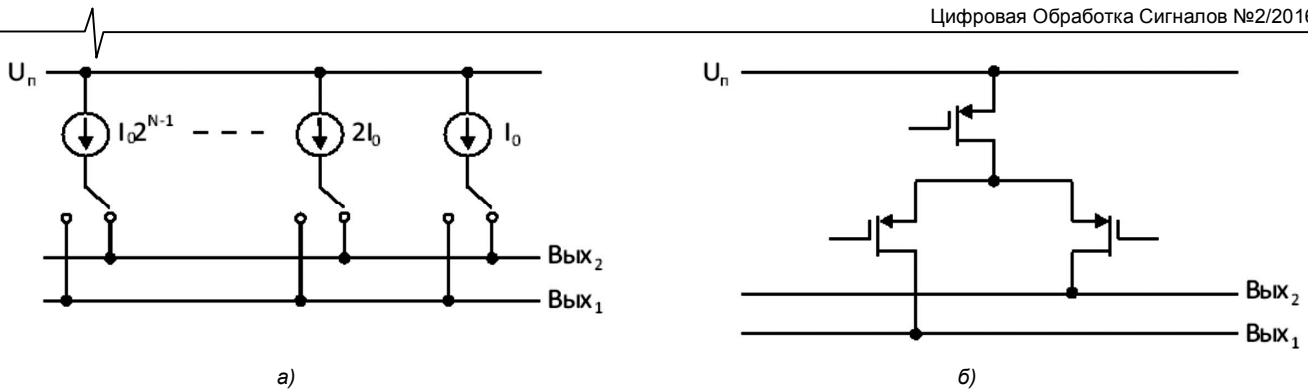 Цифровая Обработка Сигналов №2/2016
Uп
I₀2ᴺ⁻¹
2I₀
I₀
Вых₂
Вых₁
а)
Uп
Вых₂
Вых₁
б)